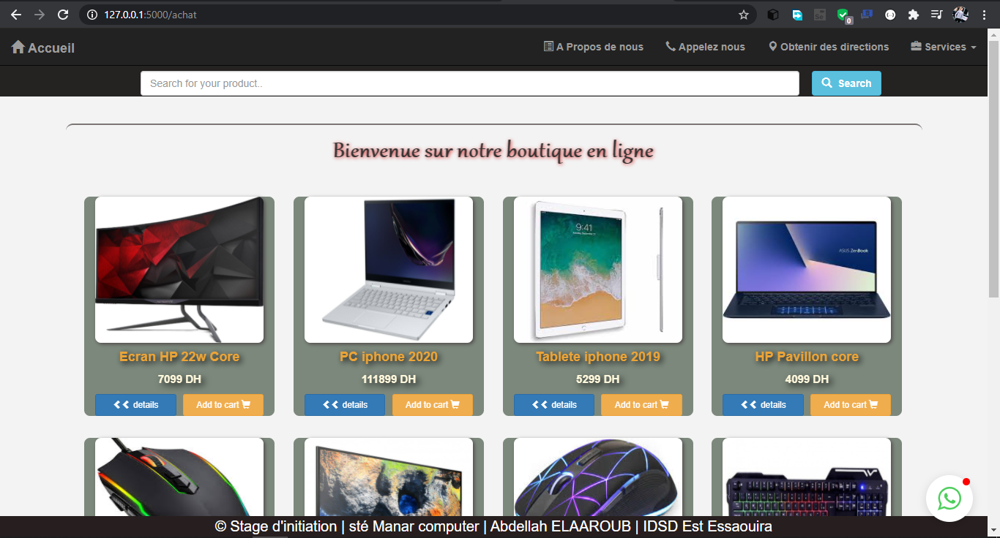 127.0.0.1:5000/achat
0
Accueil
A Propos de nous
Appelez nous
Obtenir des directions
Services
Search for your product..
Search
Bienvenue sur notre boutique en ligne
9:41
ASUS ZenBook
Ecran HP 22w Core
PC iphone 2020
Tablete iphone 2019
HP Pavillon core
7099 DH
111899 DH
5299 DH
4099 DH
details
Add to cart
details
Add to cart
details
Add to cart
details
Add to cart
© Stage d'initiation | sté Manar computer | Abdellah ELAAROUB | IDSD Est Essaouira